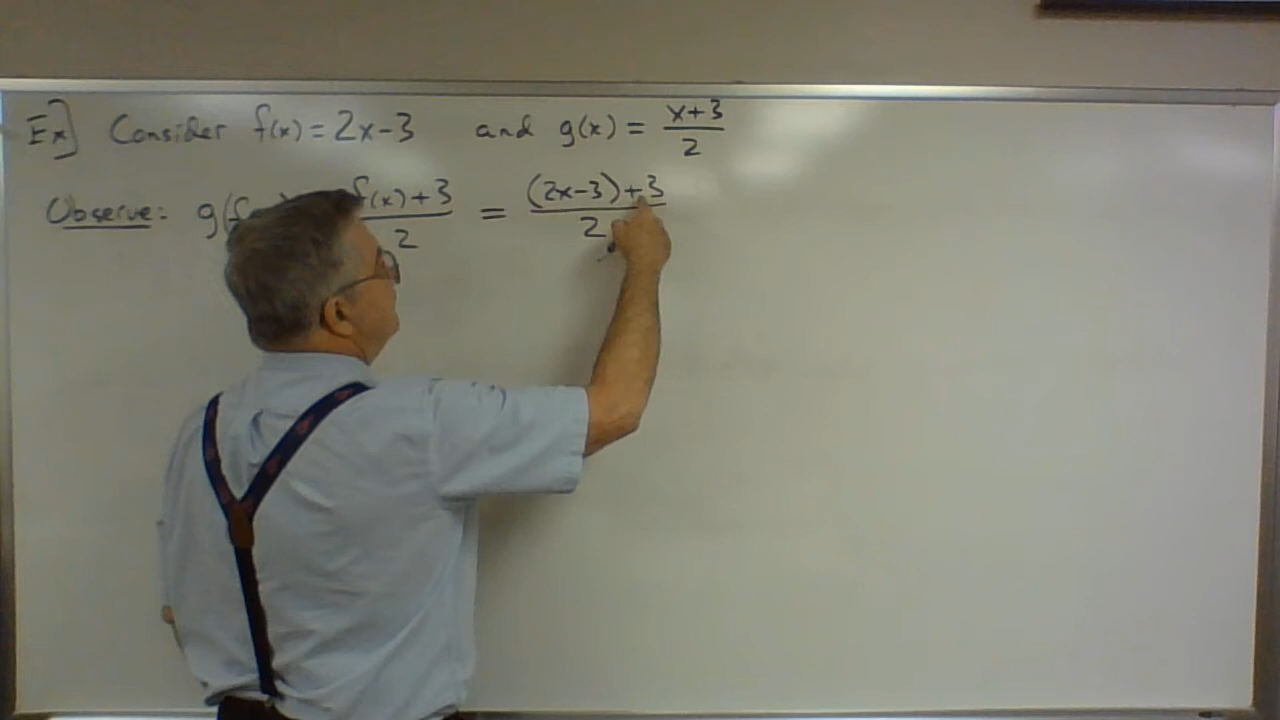 Ex] Consider f(x) = 2x-3 and g(x) = x+3 / 2
Observe: g(f f(x)+3 / 2 = (2x-3)+3 / 2